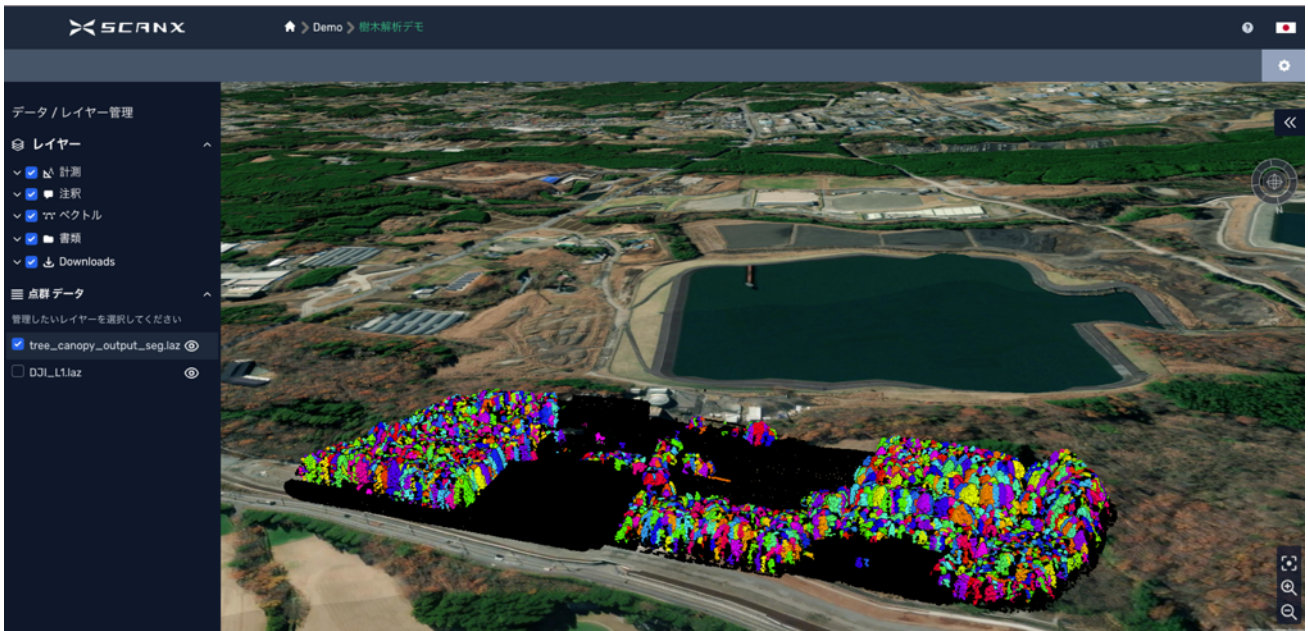 SCANX
Demo
樹木解析デモ
データ / レイヤー管理
レイヤー
計測
注釈
ベクトル
書類
Downloads
点群データ
管理したいレイヤーを選択してください
tree_canopy_output_seg.laz
DJI_L1.laz